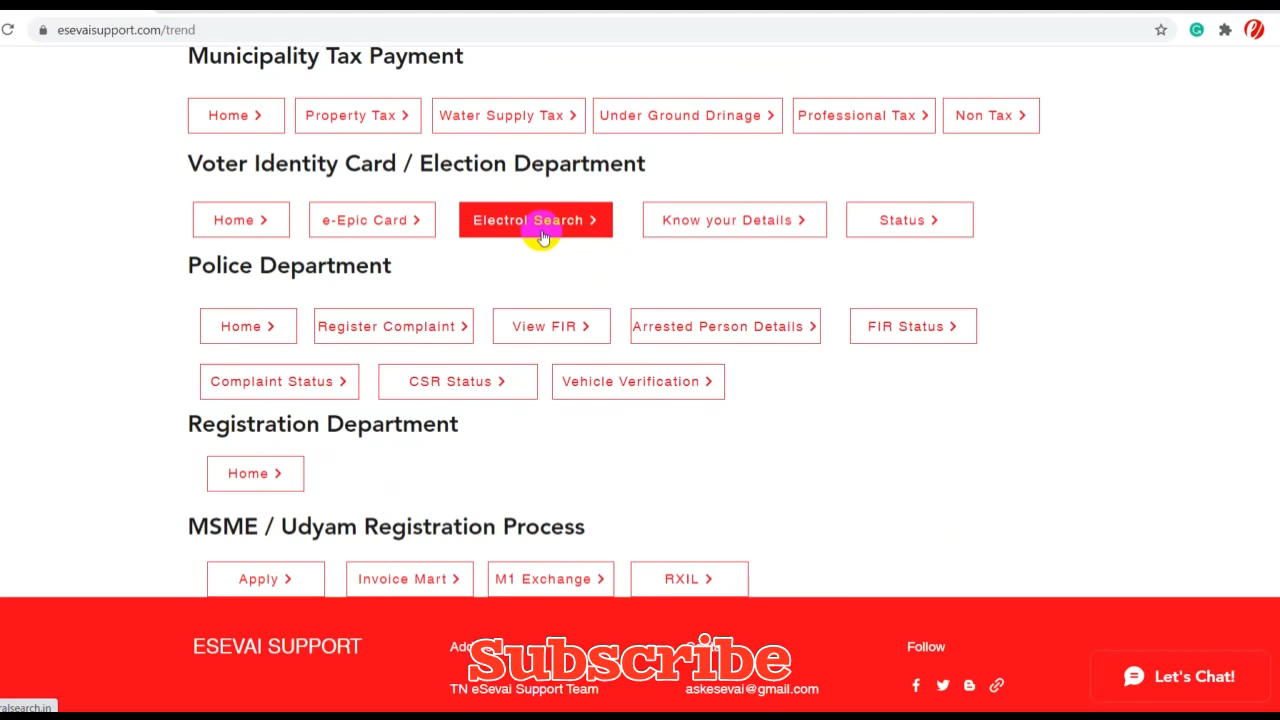 esevaisupport.com/trend
Municipality Tax Payment
Home
Property Tax
Water Supply Tax
Under Ground Drinage
Professional Tax
Non Tax
Voter Identity Card / Election Department
Home
e-Epic Card
Electrol Search
Know your Details
Status
Police Department
Home
Register Complaint
View FIR
Arrested Person Details
FIR Status
Complaint Status
CSR Status
Vehicle Verification
Registration Department
Home
MSME / Udyam Registration Process
Apply
Invoice Mart
M1 Exchange
RXIL
ESEVAI SUPPORT
Subscribe
Follow
TN eSevai Support Team
askesevai@gmail.com
Let's Chat!
ralsearch.in